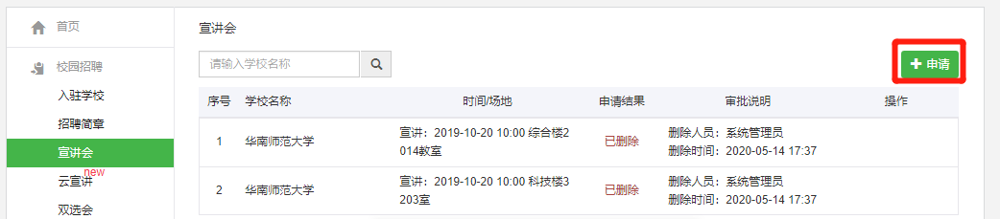 首页
校园招聘
入驻学校
招聘简章
宣讲会
云宣讲
new
双选会
宣讲会
请输入学校名称
申请
序号 学校名称 时间/场地 申请结果 审批说明 操作
1 华南师范大学 宣讲：2019-10-20 10:00 综合楼2 已删除 删除人员：系统管理员
014教室 删除时间：2020-05-14 17:37
2 华南师范大学 宣讲：2019-10-20 10:00 科技楼3 已删除 删除人员：系统管理员
203室 删除时间：2020-05-14 17:37